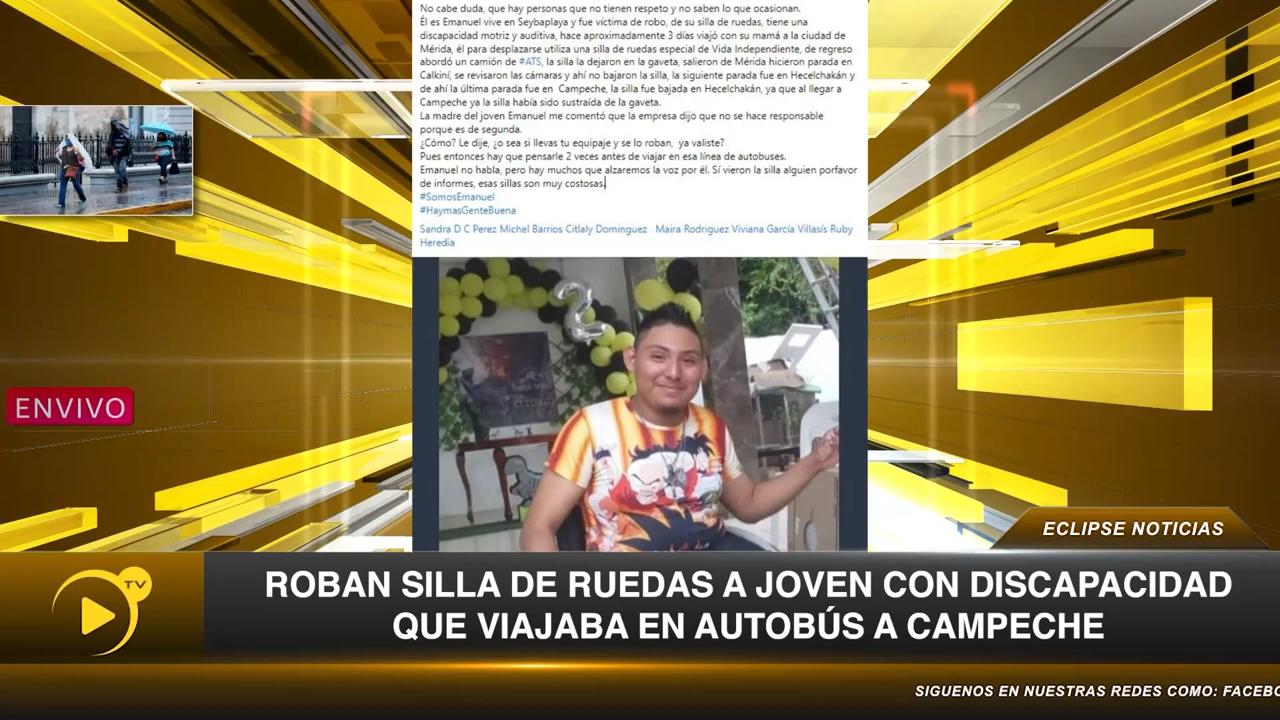 No cabe duda, que hay personas que no tienen respeto y no saben lo que ocasionan.
Él es Emanuel vive en Seybaplaya y fue víctima de robo, de su silla de ruedas, tiene una
discapacidad motriz y auditiva, hace aproximadamente 3 días viajó con su mamá a la ciudad de
Mérida, él para desplazarse utiliza una silla de ruedas especial de Vida Independiente, de regreso
abordó un camión de #ATS, la silla la dejaron en la gaveta, salieron de Mérida hicieron parada en
Calkiní, se revisaron las cámaras y ahí no bajaron la silla, la siguiente parada fue en Hecelchakán y
de ahí la última parada fue en Campeche, la silla fue bajada en Hecelchakán, ya que al llegar a
Campeche ya la silla había sido sustraída de la gaveta.
La madre del joven Emanuel me comentó que la empresa dijo que no se hace responsable
porque es de segunda.
¿Cómo? Le dije, ¿o sea si llevas tu equipaje y se lo roban, ya valiste?
Pues entonces hay que pensarle 2 veces antes de viajar en esa línea de autobuses.
Emanuel no habla, pero hay muchos que alzaremos la voz por él. Sí vieron la silla alguien porfavor
de informes, esas sillas son muy costosas.
#SomosEmanuel
#HaymasGenteBuena
Sandra D C Perez Michel Barrios Citlaly Dominguez Maira Rodriguez Viviana García Villasís Ruby
Heredia
2
ENVIVO
ECLIPSE NOTICIAS
TV
ROBAN SILLA DE RUEDAS A JOVEN CON DISCAPACIDAD
QUE VIAJABA EN AUTOBÚS A CAMPECHE
SIGUENOS EN NUESTRAS REDES COMO: FACEBO